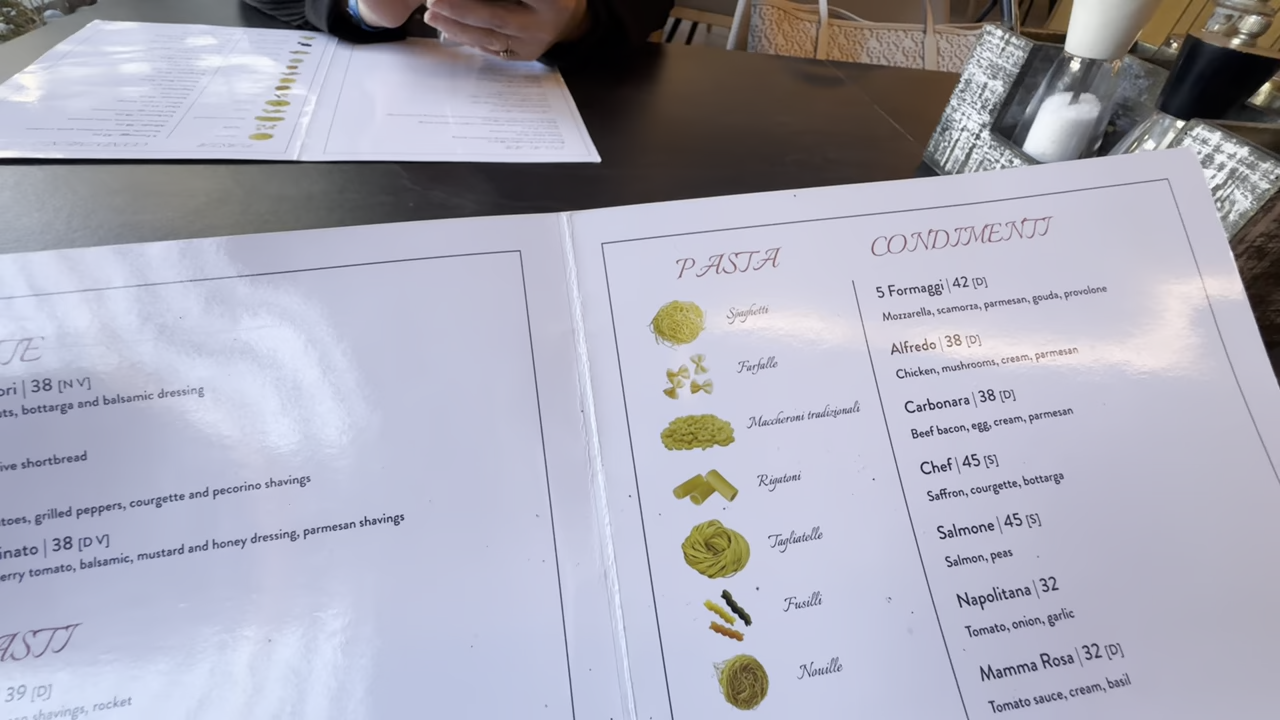 TE
ori | 38 [N V]
ts, bottarga and balsamic dressing
ive shortbread
toes, grilled peppers, courgette and pecorino shavings
inato | 38 [D V]
erry tomato, balsamic, mustard and honey dressing, parmesan shavings
ASTI
39 [D]
shavings, rocket
PASTA
Spaghetti
Farfalle
Maccheroni tradizionali
Rigatoni
Tagliatelle
Fusilli
Nouille
CONDIMENTI
5 Formaggi | 42 [D]
Mozzarella, scamorza, parmesan, gouda, provolone
Alfredo | 38 [D]
Chicken, mushrooms, cream, parmesan
Carbonara | 38 [D]
Beef bacon, egg, cream, parmesan
Chef | 45 [S]
Saffron, courgette, bottarga
Salmone | 45 [S]
Salmon, peas
Napolitana | 32
Tomato, onion, garlic
Mamma Rosa | 32 [D]
Tomato sauce, cream, basil